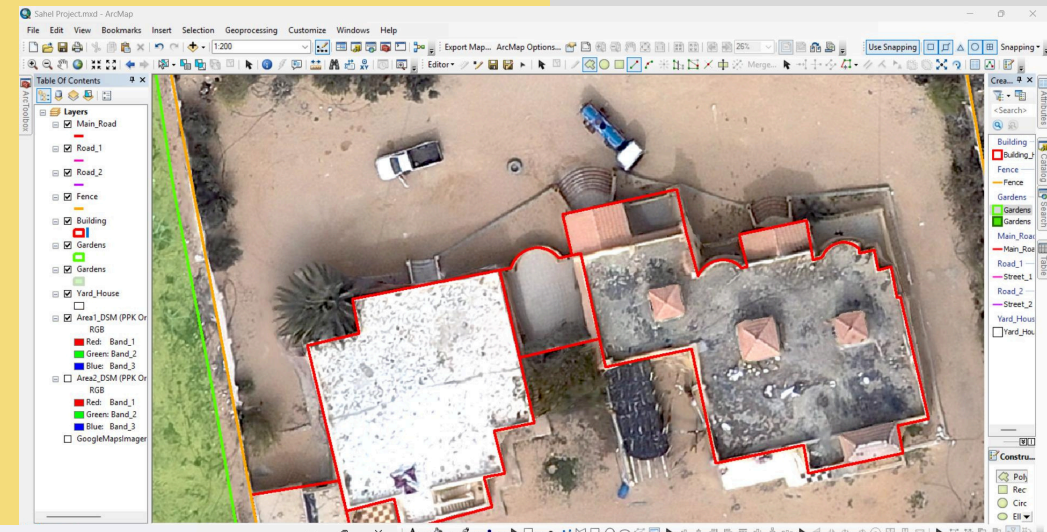 Sahel Project.mxd - ArcMap
File Edit View Bookmarks Insert Selection Geoprocessing Customize Windows Help
1:200
Export Map... ArcMap Options...
26%
Use Snapping
Snapping
Editor
Merge...
ArcToolbox
Table Of Contents
Layers
Main_Road
Road_1
Road_2
Fence
Building
Gardens
Gardens
Yard_House
Area1_DSM (PPK Or
RGB
Red: Band_1
Green: Band_2
Blue: Band_3
Area2_DSM (PPK Or
RGB
Red: Band_1
Green: Band_2
Blue: Band_3
GoogleMapsImager
Crea...
<Search>
Building
Building_H
Fence
Fence
Gardens
Gardens
Gardens
Main_Road
Main_Roa
Road_1
Street_1
Road_2
Street_2
Yard_Hous
Yard_Hou
Constru...
Poly
Rec
Circ
Ell
Attributes
Catalog
Search
Table